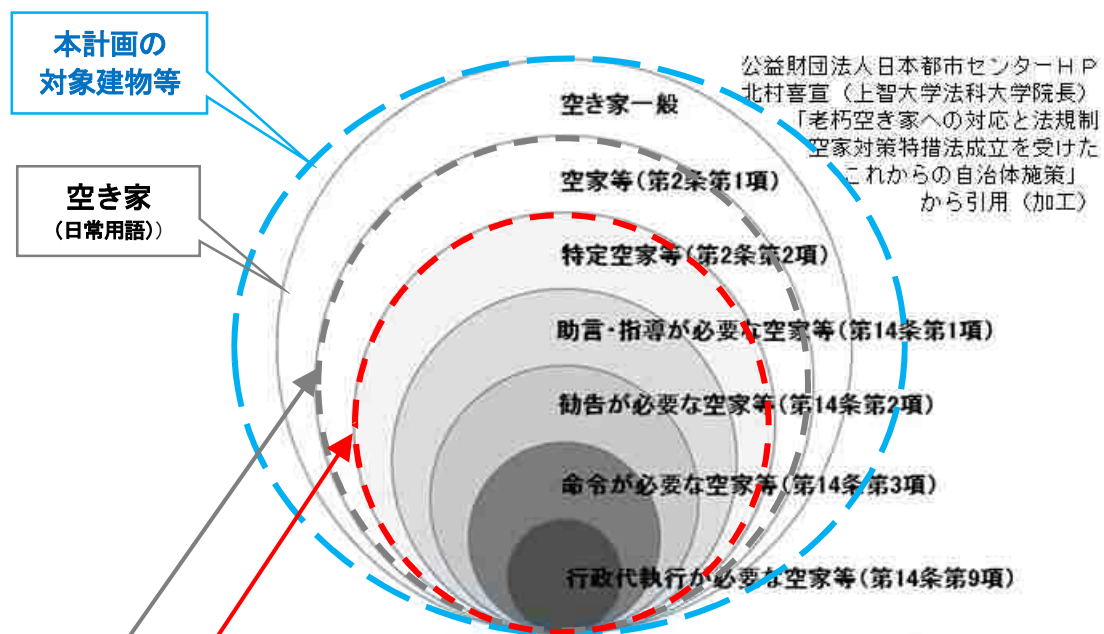 本計画の
対象建物等
空き家
(日常用語))
公益財団法人日本都市センターHP
北村喜宣（上智大学法科大学院長）
「老朽空き家への対応と法規制
空家対策特措法成立を受けた
これからの自治体施策」
から引用（加工）
空き家一般
空家等(第2条第1項)
特定空家等(第2条第2項)
助言・指導が必要な空家等(第14条第1項)
勧告が必要な空家等(第14条第2項)
命令が必要な空家等(第14条第3項)
行政代執行が必要な空家等(第14条第9項)